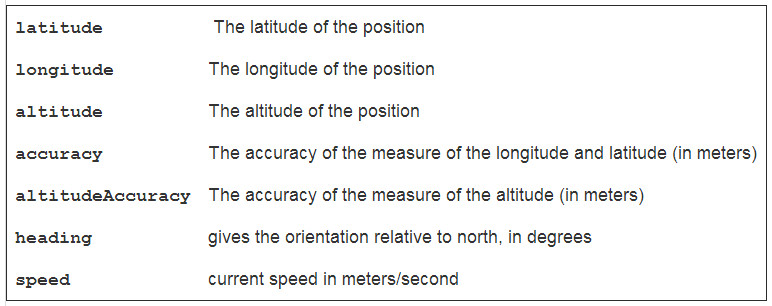 latitude The latitude of the position
longitude The longitude of the position
altitude The altitude of the position
accuracy The accuracy of the measure of the longitude and latitude (in meters)
altitudeAccuracy The accuracy of the measure of the altitude (in meters)
heading gives the orientation relative to north, in degrees
speed current speed in meters/second